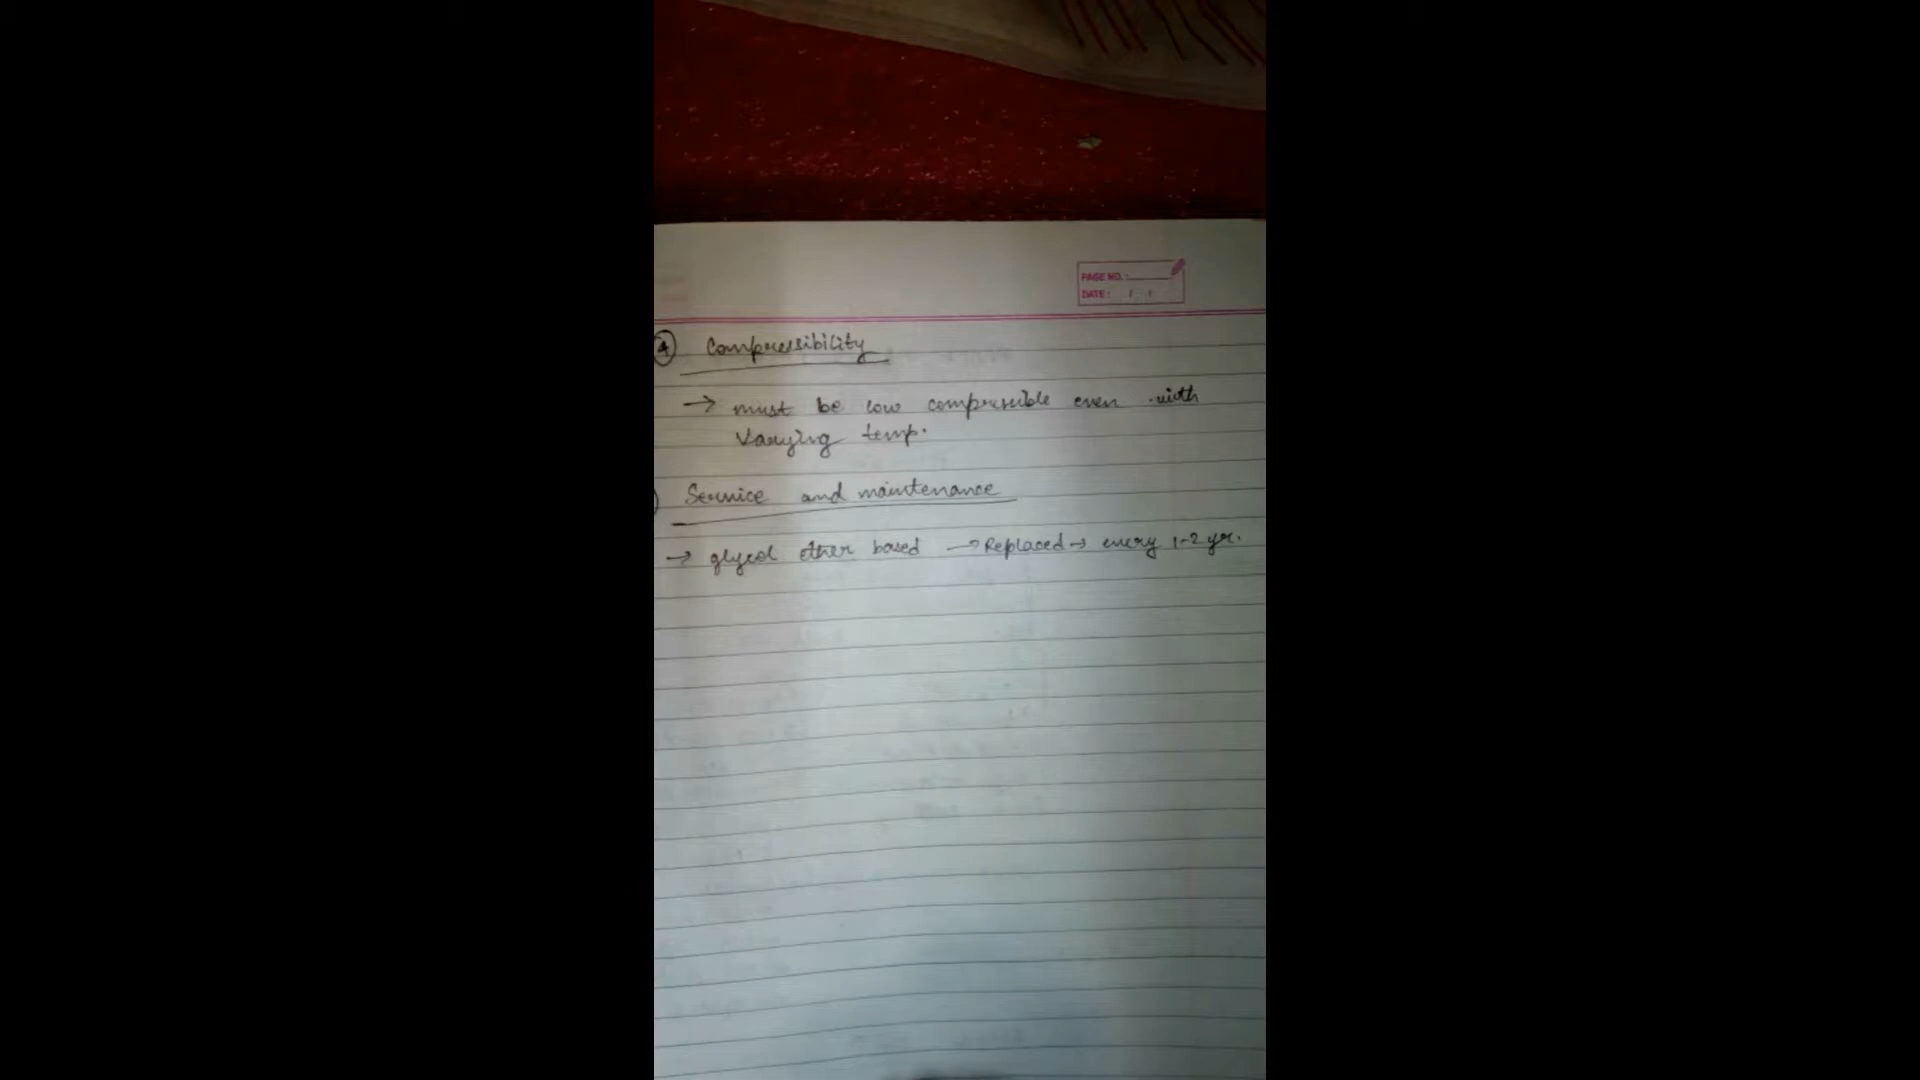 PAGE NO. :
DATE : / /
④ Compressibility
→ must be low compressible even with
Varying temp.
) Service and maintenance
→ glycol ether based → Replaced → every 1-2 yr.